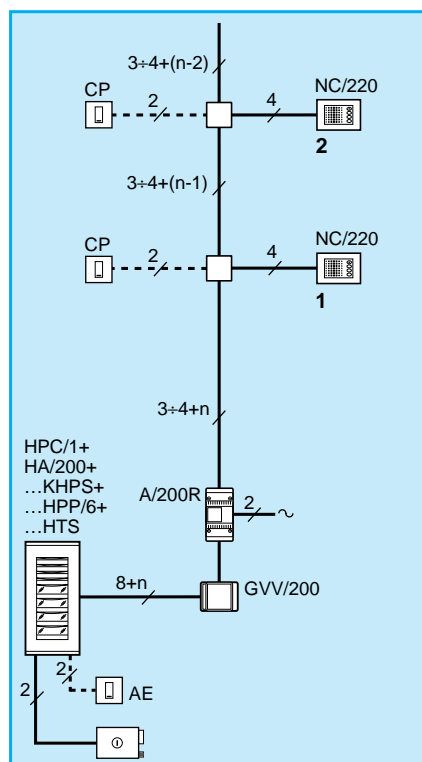 3÷4+(n-2)
CP
2
4
NC/220
2
3÷4+(n-1)
CP
2
4
NC/220
1
3÷4+n
HPC/1+
HA/200+
...KHPS+
...HPP/6+
...HTS
A/200R
2
8+n
GVV/200
2
2
AE